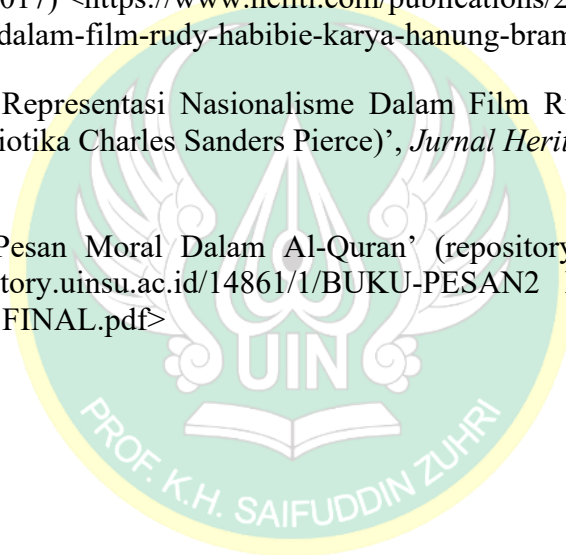 017) <https://www.neliti.com/publications/2
dalam-film-rudy-habibie-karya-hanung-bram
Representasi Nasionalisme Dalam Film R
iotika Charles Sanders Pierce)’, Jurnal Herit
Pesan Moral Dalam Al-Quran’ (repository
tory.uinsu.ac.id/14861/1/BUKU-PESAN2
FINAL.pdf>
UIN
PROF. K.H. SAIFUDDIN ZUHRI